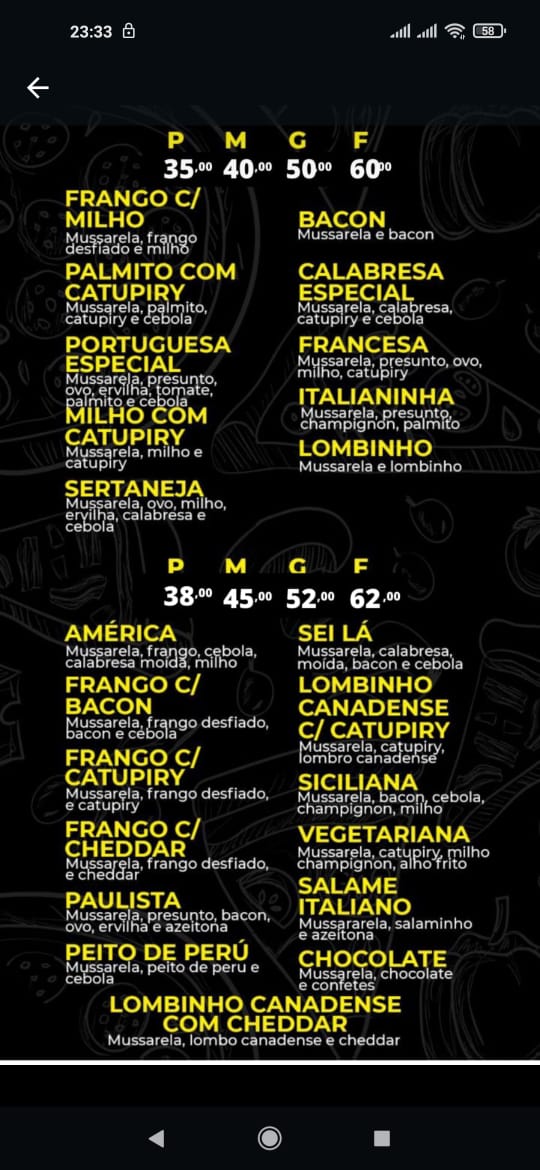 23:33
58
P M G F
35,00 40,00 50,00 60,00
FRANGO C/
MILHO
Mussarela, frango
desfiado e milho
PALMITO COM
CATUPIRY
Mussarela, palmito,
catupiry e cebola
PORTUGUESA
ESPECIAL
Mussarela, presunto,
ovo, ervilha, tomate,
palmito e cebola
MILHO COM
CATUPIRY
Mussarela, milho e
catupiry
SERTANEJA
Mussarela, ovo, milho,
ervilha, calabresa e
cebola
BACON
Mussarela e bacon
CALABRESA
ESPECIAL
Mussarela, calabresa,
catupiry e cebola
FRANCESA
Mussarela, presunto, ovo,
milho, catupiry
ITALIANINHA
Mussarela, presunto,
champignon, palmito
LOMBINHO
Mussarela e lombinho
P M G F
38,00 45,00 52,00 62,00
AMÉRICA
Mussarela, frango, cebola,
calabresa moída, milho
FRANGO C/
BACON
Mussarela, frango desfiado,
bacon e cebola
FRANGO C/
CATUPIRY
Mussarela, frango desfiado,
e catupiry
FRANGO C/
CHEDDAR
Mussarela, frango desfiado,
e cheddar
PAULISTA
Mussarela, presunto, bacon,
ovo, ervilha e azeitona
PEITO DE PERÚ
Mussarela, peito de peru e
cebola
SEI LÁ
Mussarela, calabresa,
moída, bacon e cebola
LOMBINHO
CANADENSE
C/ CATUPIRY
Mussarela, catupiry,
lombro canadense
SICILIANA
Mussarela, bacon, cebola,
champignon, milho
VEGETARIANA
Mussarela, catupiry, milho
champignon, alho frito
SALAME
ITALIANO
Mussararela, salaminho
e azeitona
CHOCOLATE
Mussarela, chocolate
e confetes
LOMBINHO CANADENSE
COM CHEDDAR
Mussarela, lombo canadense e cheddar